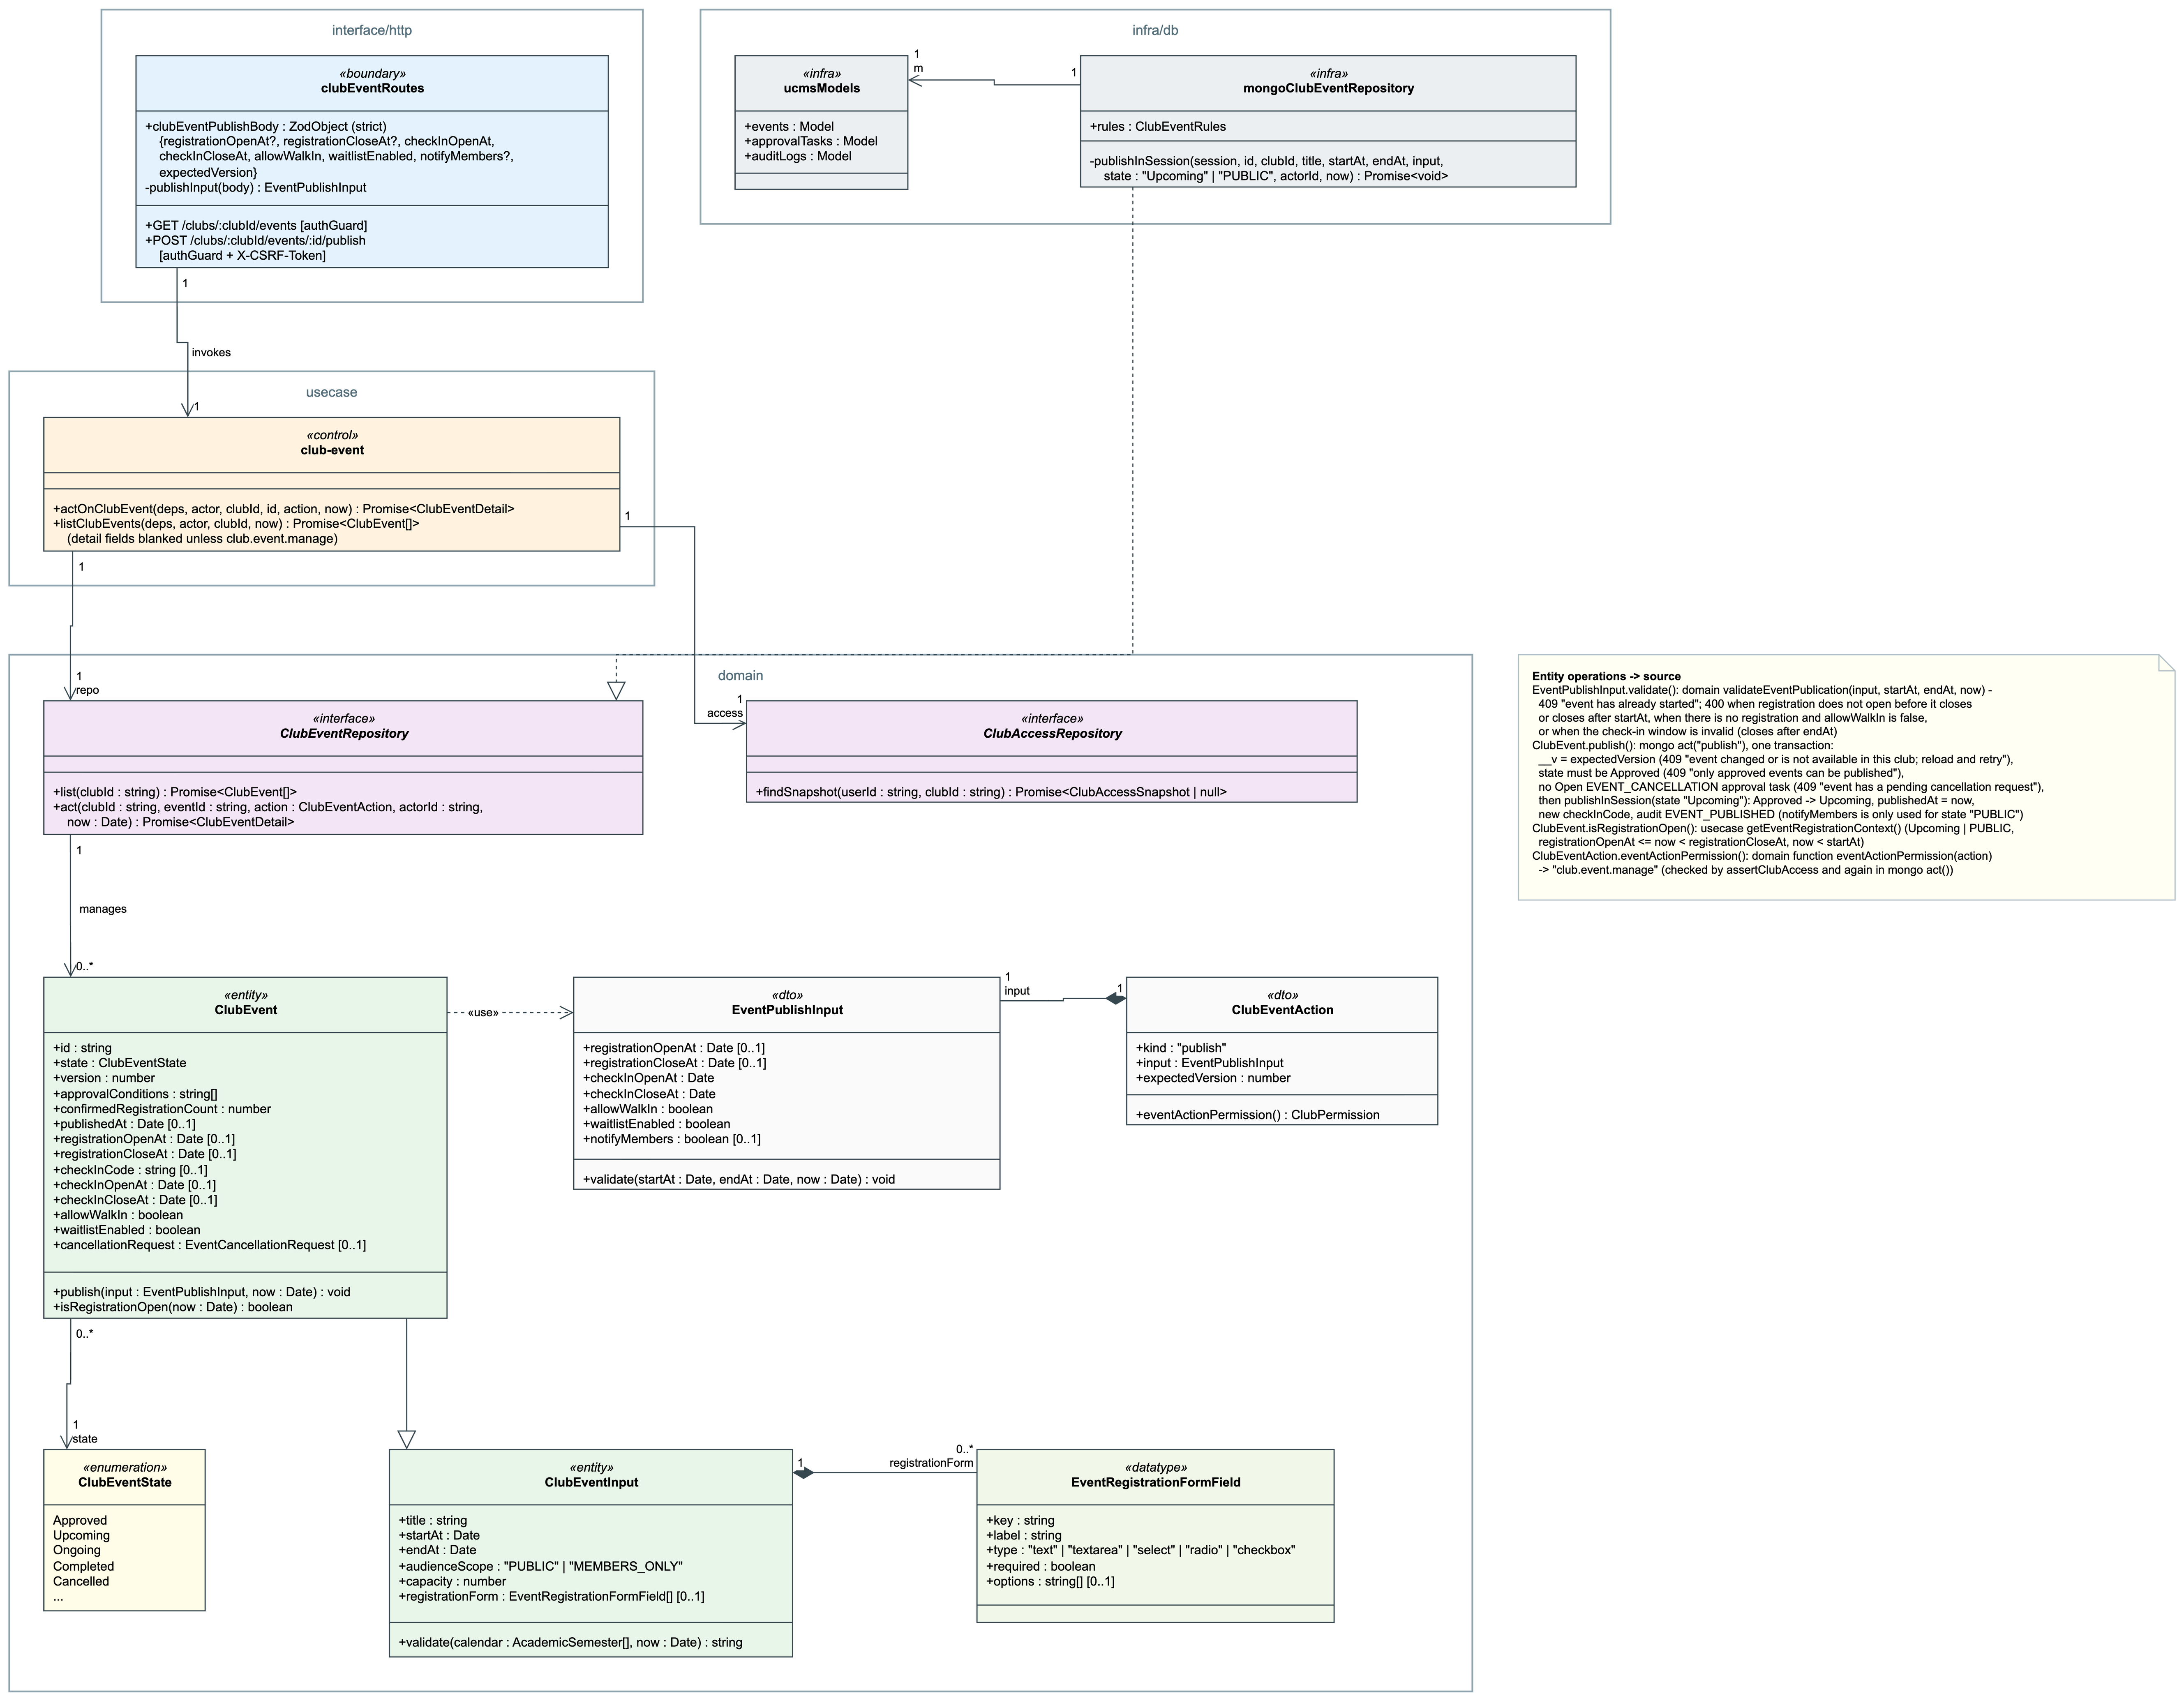 interface/http
«boundary»
clubEventRoutes
+clubEventPublishBody : ZodObject (strict)
{registrationOpenAt?, registrationCloseAt?, checkInOpenAt,
checkInCloseAt, allowWalkIn, waitlistEnabled, notifyMembers?,
expectedVersion}
-publishInput(body) : EventPublishInput
+GET /clubs/:clubId/events [authGuard]
+POST /clubs/:clubId/events/:id/publish
[authGuard + X-CSRF-Token]
infra/db
«infra»
ucmsModels
+events : Model
+approvalTasks : Model
+auditLogs : Model
1
m
1
«infra»
mongoClubEventRepository
+rules : ClubEventRules
-publishInSession(session, id, clubId, title, startAt, endAt, input,
state : "Upcoming" | "PUBLIC", actorId, now) : Promise<void>
1
invokes
1
usecase
«control»
club-event
+actOnClubEvent(deps, actor, clubId, id, action, now) : Promise<ClubEventDetail>
+listClubEvents(deps, actor, clubId, now) : Promise<ClubEvent[]>
(detail fields blanked unless club.event.manage)
1
1
domain
1
repo
1
access
«interface»
ClubEventRepository
+list(clubId : string) : Promise<ClubEvent[]>
+act(clubId : string, eventId : string, action : ClubEventAction, actorId : string,
now : Date) : Promise<ClubEventDetail>
«interface»
ClubAccessRepository
+findSnapshot(userId : string, clubId : string) : Promise<ClubAccessSnapshot | null>
Entity operations -> source
EventPublishInput.validate(): domain validateEventPublication(input, startAt, endAt, now) -
409 "event has already started"; 400 when registration does not open before it closes
or closes after startAt, when there is no registration and allowWalkIn is false,
or when the check-in window is invalid (closes after endAt)
ClubEvent.publish(): mongo act("publish"), one transaction:
__v = expectedVersion (409 "event changed or is not available in this club; reload and retry"),
state must be Approved (409 "only approved events can be published"),
no Open EVENT_CANCELLATION approval task (409 "event has a pending cancellation request"),
then publishInSession(state "Upcoming"): Approved -> Upcoming, publishedAt = now,
new checkInCode, audit EVENT_PUBLISHED (notifyMembers is only used for state "PUBLIC")
ClubEvent.isRegistrationOpen(): usecase getEventRegistrationContext() (Upcoming | PUBLIC,
registrationOpenAt <= now < registrationCloseAt, now < startAt)
ClubEventAction.eventActionPermission(): domain function eventActionPermission(action)
-> "club.event.manage" (checked by assertClubAccess and again in mongo act())
1
manages
0..*
«entity»
ClubEvent
+id : string
+state : ClubEventState
+version : number
+approvalConditions : string[]
+confirmedRegistrationCount : number
+publishedAt : Date [0..1]
+registrationOpenAt : Date [0..1]
+registrationCloseAt : Date [0..1]
+checkInCode : string [0..1]
+checkInOpenAt : Date [0..1]
+checkInCloseAt : Date [0..1]
+allowWalkIn : boolean
+waitlistEnabled : boolean
+cancellationRequest : EventCancellationRequest [0..1]
+publish(input : EventPublishInput, now : Date) : void
+isRegistrationOpen(now : Date) : boolean
«use»
«dto»
EventPublishInput
+registrationOpenAt : Date [0..1]
+registrationCloseAt : Date [0..1]
+checkInOpenAt : Date
+checkInCloseAt : Date
+allowWalkIn : boolean
+waitlistEnabled : boolean
+notifyMembers : boolean [0..1]
+validate(startAt : Date, endAt : Date, now : Date) : void
1
input
1
«dto»
ClubEventAction
+kind : "publish"
+input : EventPublishInput
+expectedVersion : number
+eventActionPermission() : ClubPermission
0..*
1
state
«enumeration»
ClubEventState
Approved
Upcoming
Ongoing
Completed
Cancelled
...
«entity»
ClubEventInput
+title : string
+startAt : Date
+endAt : Date
+audienceScope : "PUBLIC" | "MEMBERS_ONLY"
+capacity : number
+registrationForm : EventRegistrationFormField[] [0..1]
+validate(calendar : AcademicSemester[], now : Date) : string
1
0..*
registrationForm
«datatype»
EventRegistrationFormField
+key : string
+label : string
+type : "text" | "textarea" | "select" | "radio" | "checkbox"
+required : boolean
+options : string[] [0..1]